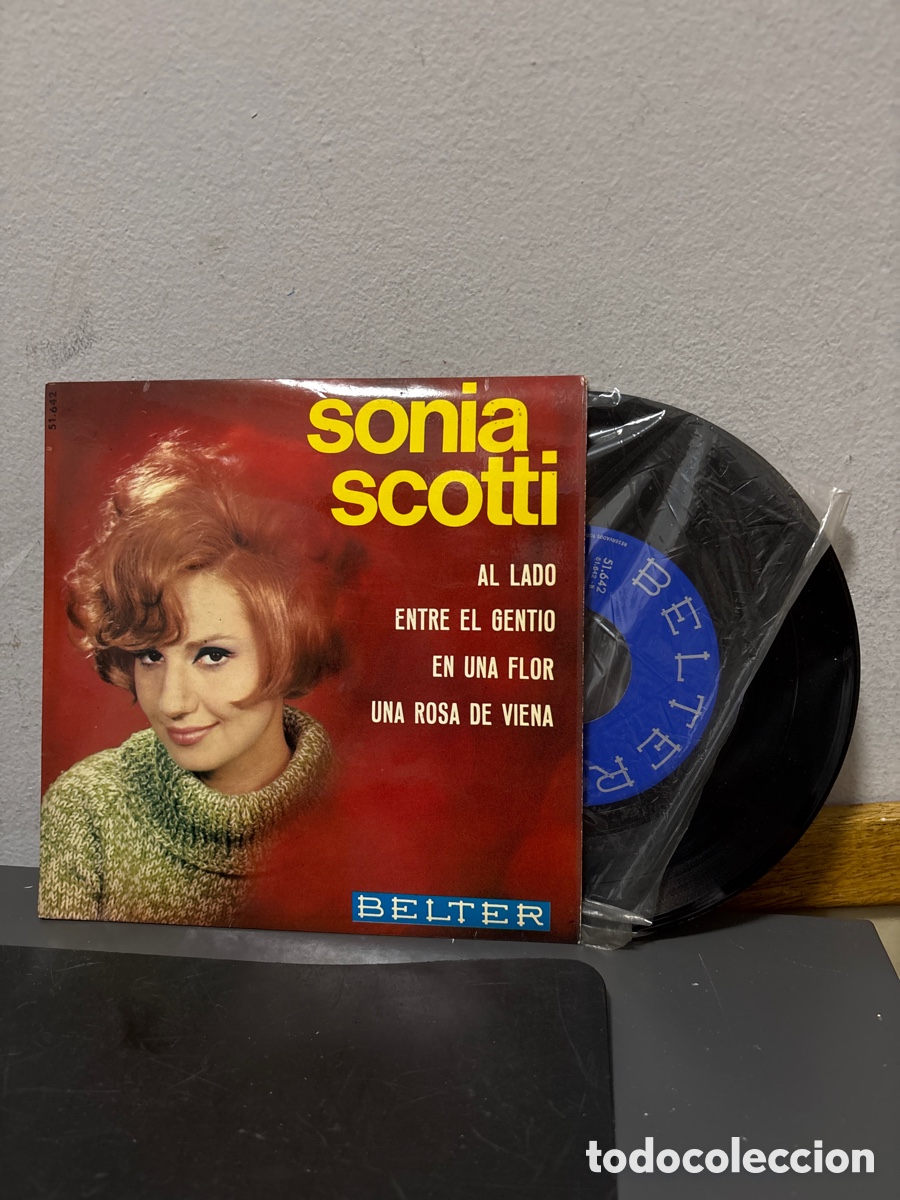 51.642
sonia
scotti
AL LADO
ENTRE EL GENTIO
EN UNA FLOR
UNA ROSA DE VIENA
BELTER
BELTER
51.642
todocoleccion